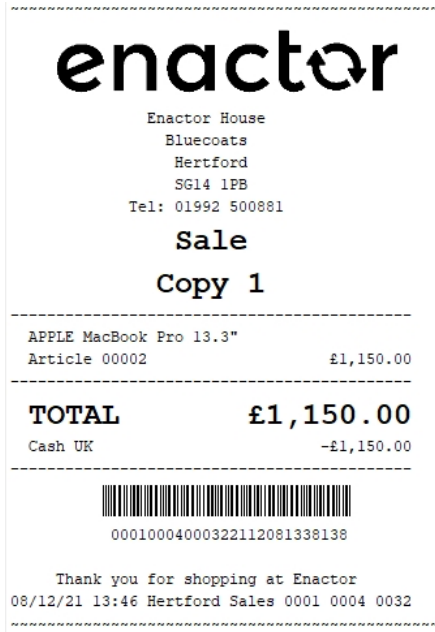 enactor
Enactor House
Bluecoats
Hertford
SG14 1PB
Tel: 01992 500881
Sale
Copy 1
APPLE MacBook Pro 13.3"
Article 00002 £1,150.00
TOTAL £1,150.00
Cash UK -£1,150.00
0001000400032211208133​8138
Thank you for shopping at Enactor
08/12/21 13:46 Hertford Sales 0001 0004 0032